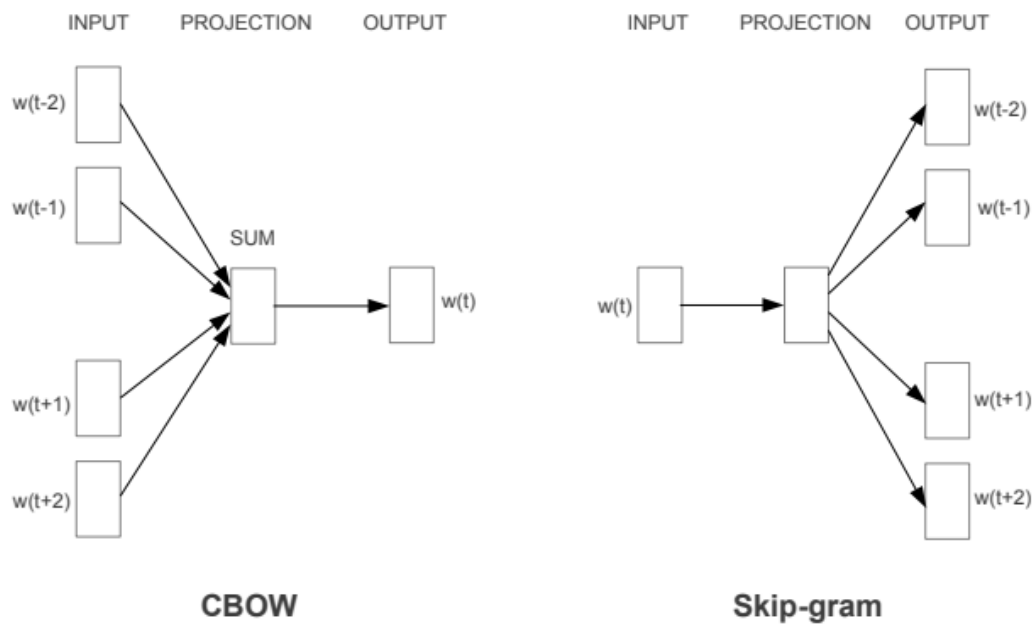 INPUT PROJECTION OUTPUT
w(t-2)
w(t-1)
SUM
w(t)
w(t+1)
w(t+2)
CBOW
INPUT PROJECTION OUTPUT
w(t-2)
w(t-1)
w(t)
w(t+1)
w(t+2)
Skip-gram